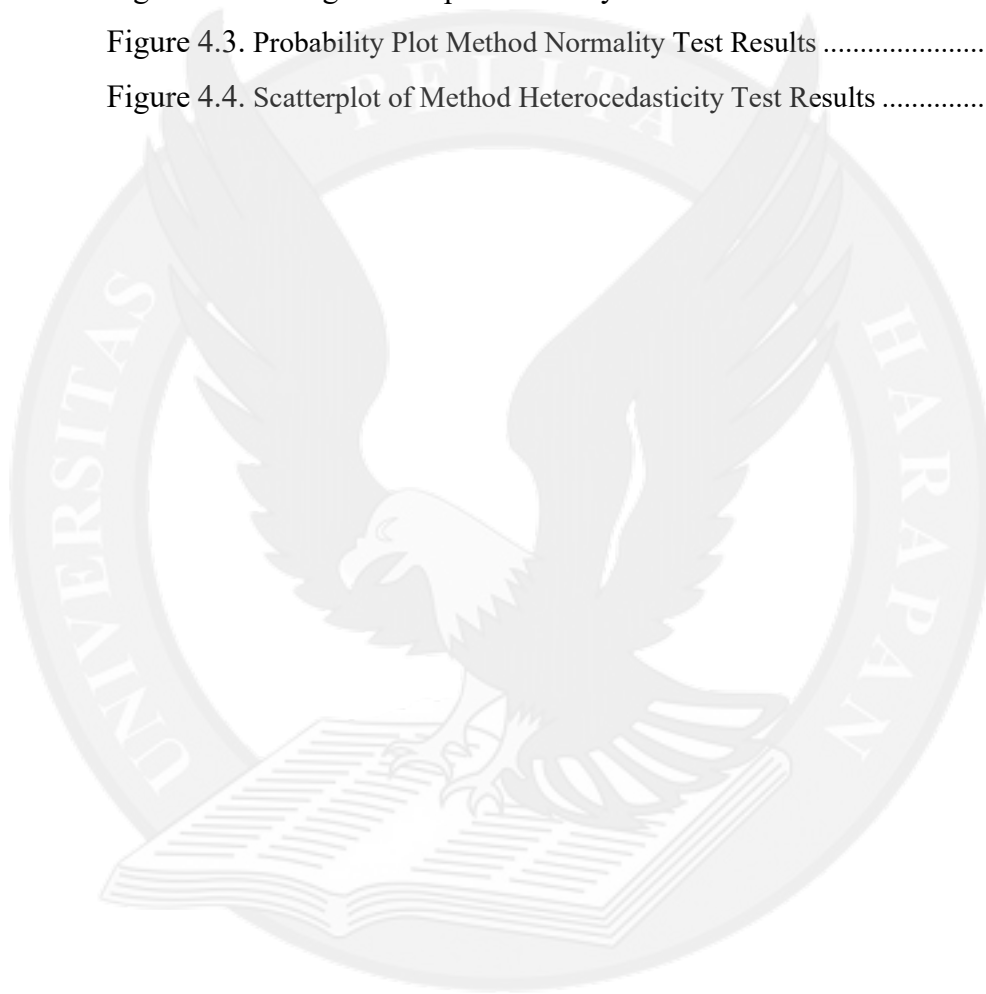 Figure 4.3. Probability Plot Method Normality Test Results ......................
Figure 4.4. Scatterplot of Method Heterocedasticity Test Results ..............
UNIVERSITAS PELITA HARAPAN